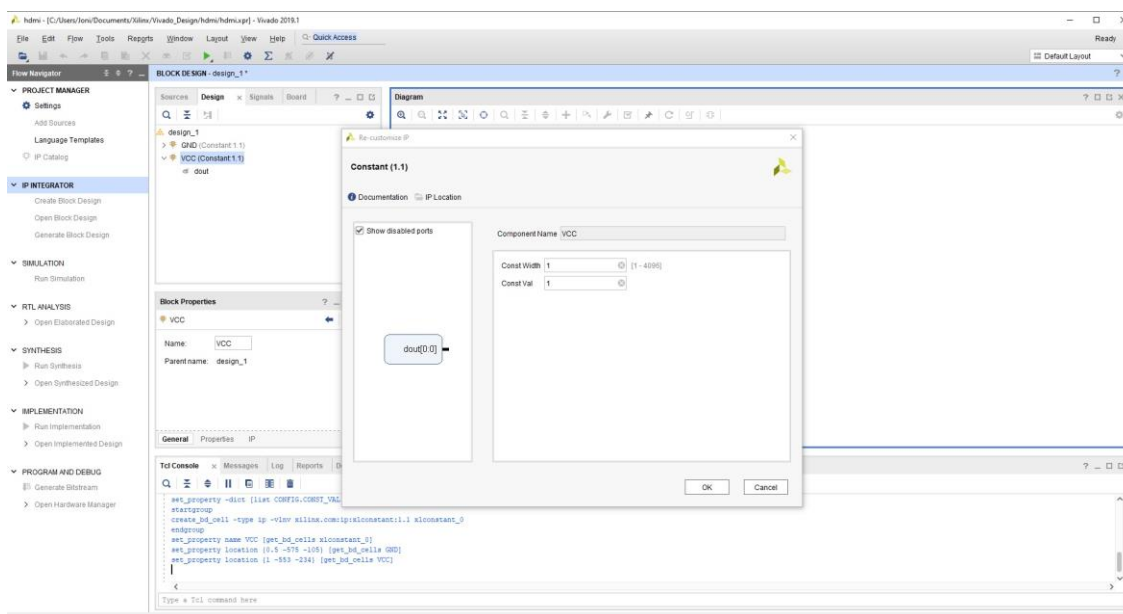 hdmi - [C:/Users/Joni/Documents/Xilinx/Vivado_Design/hdmi/hdmi.xpr] - Vivado 2019.1
File Edit Flow Tools Reports Window Layout View Help Quick Access
Ready
Default Layout
Flow Navigator
BLOCK DESIGN - design_1 *
PROJECT MANAGER
Settings
Add Sources
Language Templates
IP Catalog
IP INTEGRATOR
Create Block Design
Open Block Design
Generate Block Design
SIMULATION
Run Simulation
RTL ANALYSIS
Open Elaborated Design
SYNTHESIS
Run Synthesis
Open Synthesized Design
IMPLEMENTATION
Run Implementation
Open Implemented Design
PROGRAM AND DEBUG
Generate Bitstream
Open Hardware Manager
Sources Design Signals Board
design_1
GND (Constant:1.1)
VCC (Constant:1.1)
dout
Block Properties
VCC
Name: VCC
Parent name: design_1
General Properties IP
Diagram
Re-customize IP
Constant (1.1)
Documentation IP Location
Show disabled ports
dout[0:0]
Component Name VCC
Const Width 1 [1 - 4096]
Const Val 1
OK Cancel
Tcl Console Messages Log Reports
set_property -dict [list CONFIG.CONST_VAL
startgroup
create_bd_cell -type ip -vlnv xilinx.com:ip:xlconstant:1.1 xlconstant_0
endgroup
set_property name VCC [get_bd_cells xlconstant_0]
set_property location {0.5 -575 -105} [get_bd_cells GND]
set_property location {1 -553 -234} [get_bd_cells VCC]
Type a Tcl command here